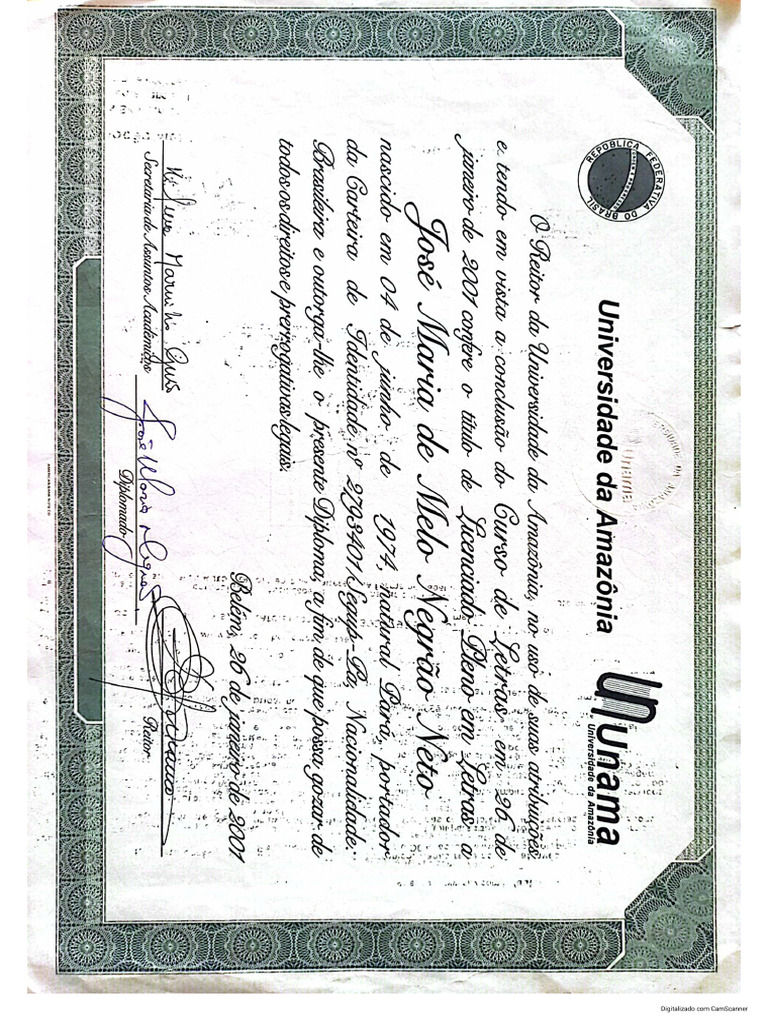 REPÚBLICA FEDERATIVA DO BRASIL
Universidade da Amazônia
Unama
Universidade da Amazônia
O Reitor da Universidade da Amazônia, no uso de suas atribuições
e, tendo em vista a conclusão do Curso de Letras em 26 de
janeiro de 2001 confere o título de Licenciado Pleno em Letras a
José Maria de Melo Negrão Neto
nascido em 04 de junho de 1974, natural Pará, portador
da Carteira de Identidade nº 2793401 Segup-Pa, Nacionalidade:
Brasileira e outorga-lhe o presente Diploma, a fim de que possa gozar de
todos os direitos e prerrogativas legais.
Belém, 26 de janeiro de 2001
Secretaria de Assuntos Acadêmicos
Diplomado
Reitor
Digitalizado com CamScanner